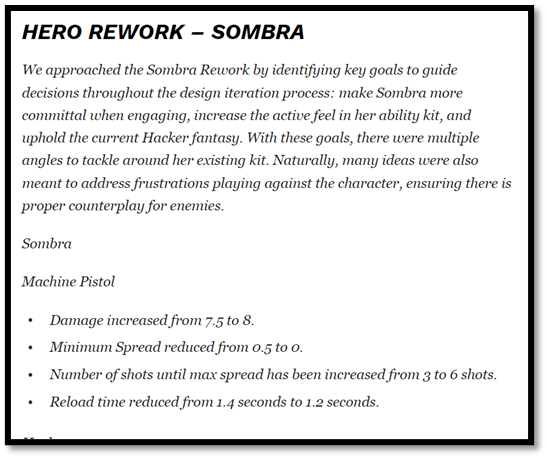 HERO REWORK – SOMBRA
We approached the Sombra Rework by identifying key goals to guide
decisions throughout the design iteration process: make Sombra more
committal when engaging, increase the active feel in her ability kit, and
uphold the current Hacker fantasy. With these goals, there were multiple
angles to tackle around her existing kit. Naturally, many ideas were also
meant to address frustrations playing against the character, ensuring there is
proper counterplay for enemies.
Sombra
Machine Pistol
• Damage increased from 7.5 to 8.
• Minimum Spread reduced from 0.5 to 0.
• Number of shots until max spread has been increased from 3 to 6 shots.
• Reload time reduced from 1.4 seconds to 1.2 seconds.